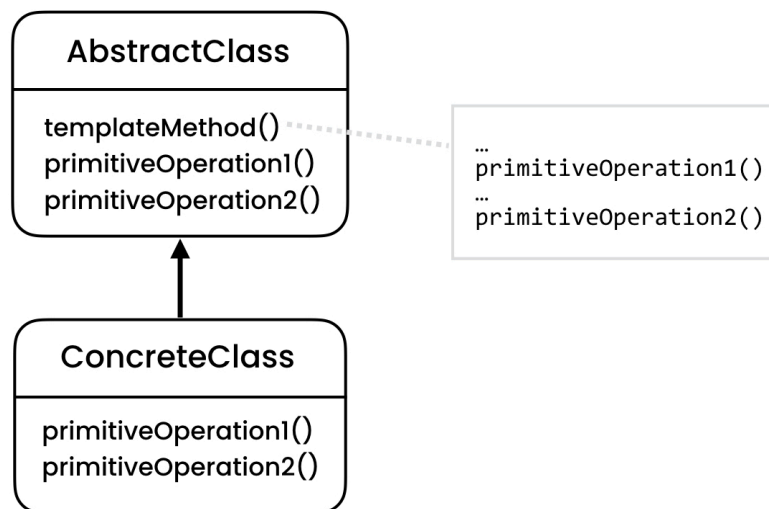 AbstractClass
templateMethod()
primitiveOperation1()
primitiveOperation2()
…
primitiveOperation1()
…
primitiveOperation2()
ConcreteClass
primitiveOperation1()
primitiveOperation2()